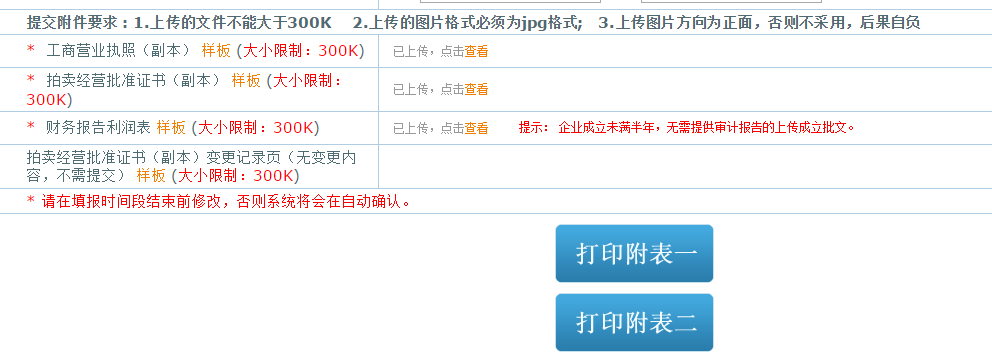 提交附件要求：1.上传的文件不能大于300K 2.上传的图片格式必须为jpg格式; 3.上传图片方向为正面，否则不采用，后果自负
* 工商营业执照（副本） 样板 (大小限制：300K) 已上传，点击查看
* 拍卖经营批准证书（副本） 样板 (大小限制：
300K) 已上传，点击查看
* 财务报告利润表 样板 (大小限制：300K) 已上传，点击查看 提示： 企业成立未满半年，无需提供审计报告的上传成立批文。
拍卖经营批准证书（副本）变更记录页（无变更内
容，不需提交） 样板 (大小限制：300K)
* 请在填报时间段结束前修改，否则系统将会在自动确认。
打印附表一
打印附表二